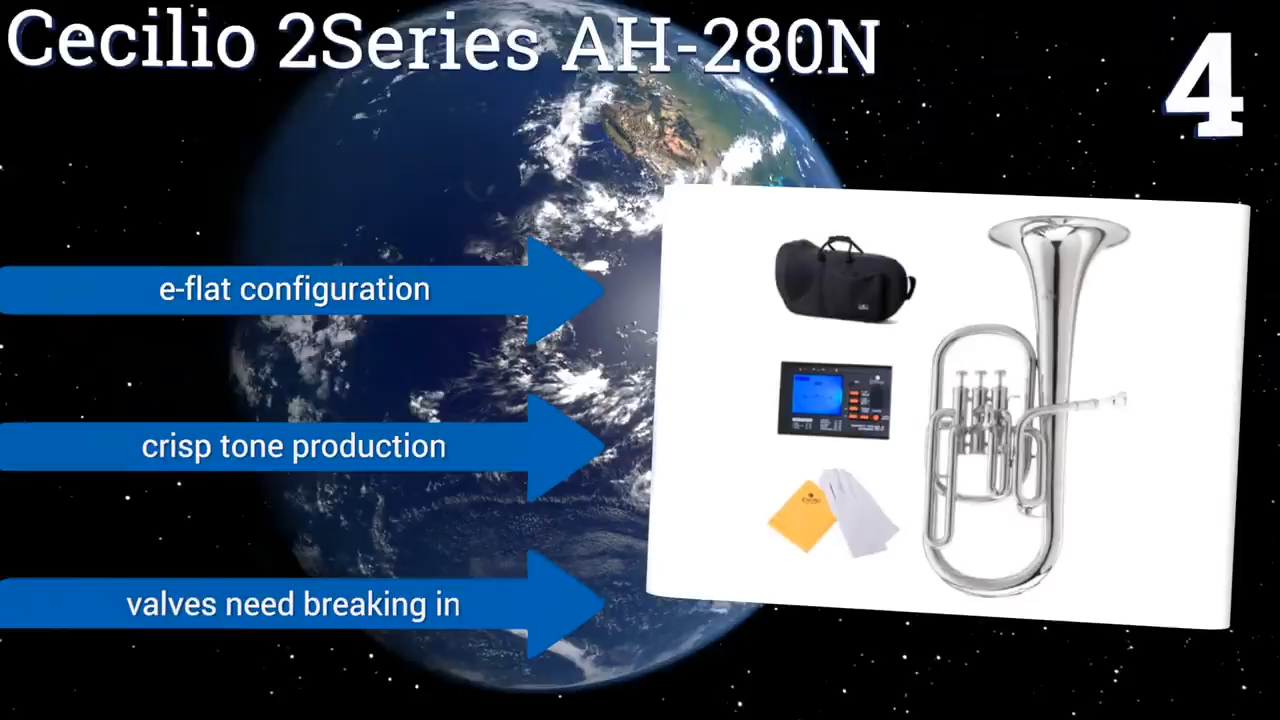 Cecilio 2Series AH-280N
4
e-flat configuration
crisp tone production
valves need breaking in